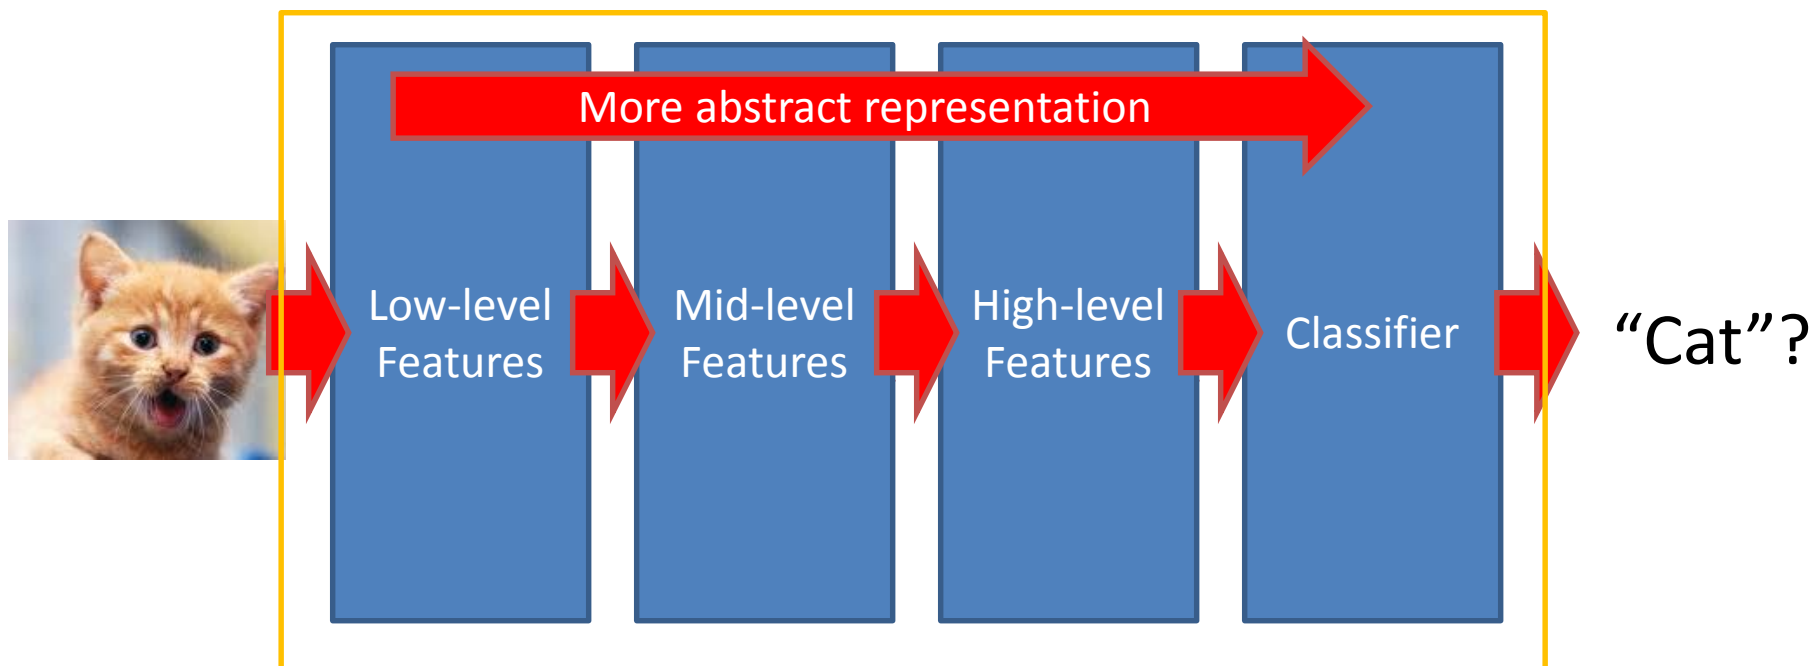 More abstract representation
Low-level
Features
Mid-level
Features
High-level
Features
Classifier
“Cat”?